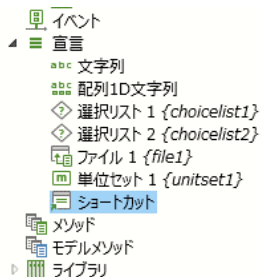 イベント
宣言
abc 文字列
abc abc 配列1D文字列
選択リスト 1 {choicelist1}
選択リスト 2 {choicelist2}
ファイル 1 {file1}
m 単位セット 1 {unitset1}
ショートカット
メソッド
モデルメソッド
ライブラリ